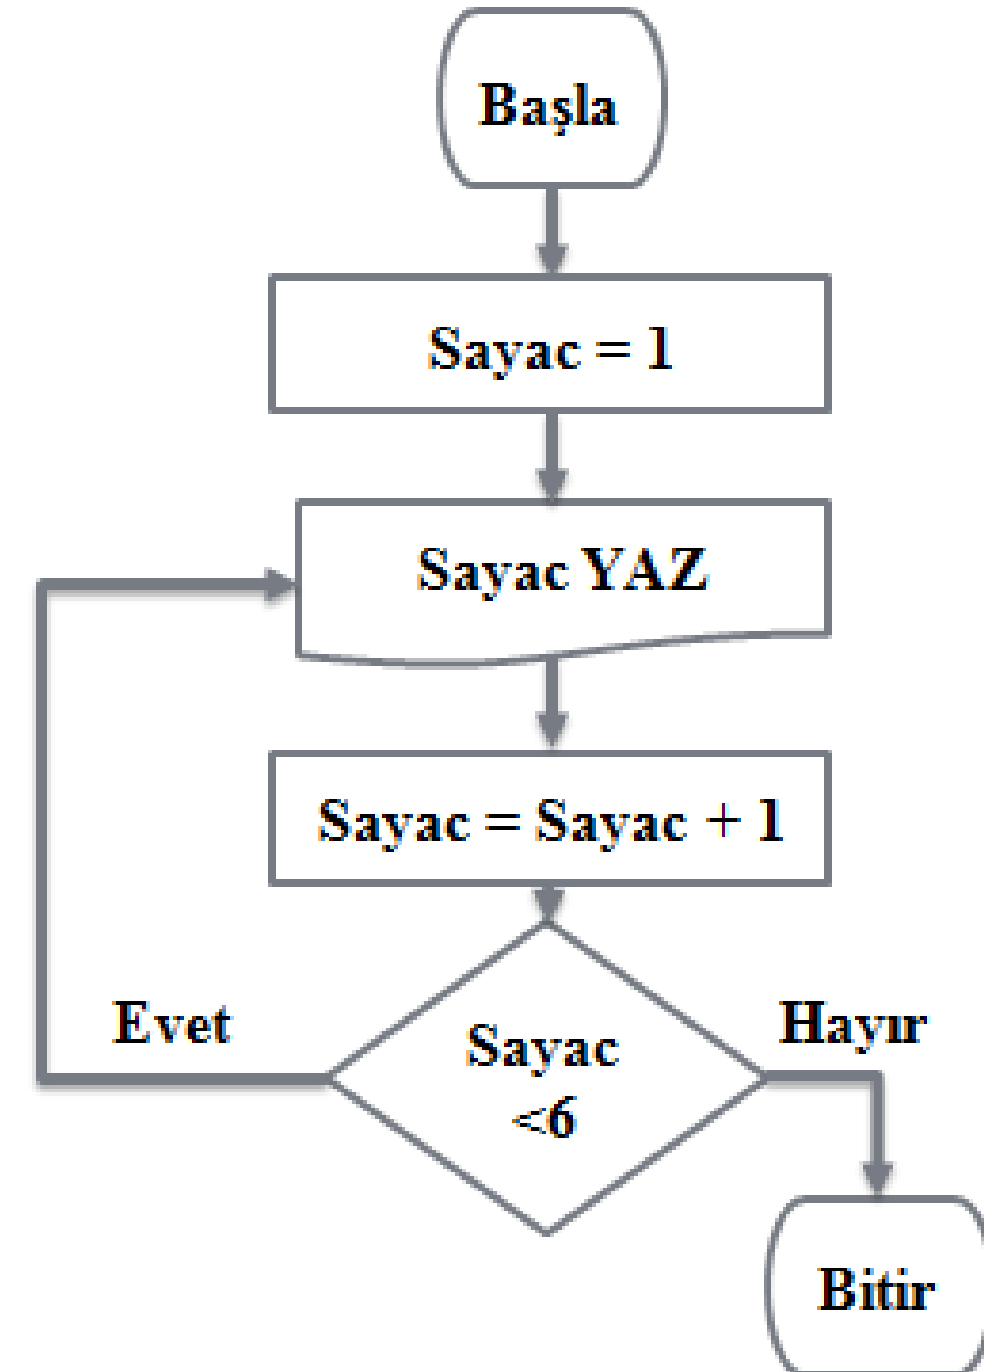 Başla
Sayac = 1
Sayac YAZ
Sayac = Sayac + 1
Evet
Hayır
Sayac
<6
Bitir